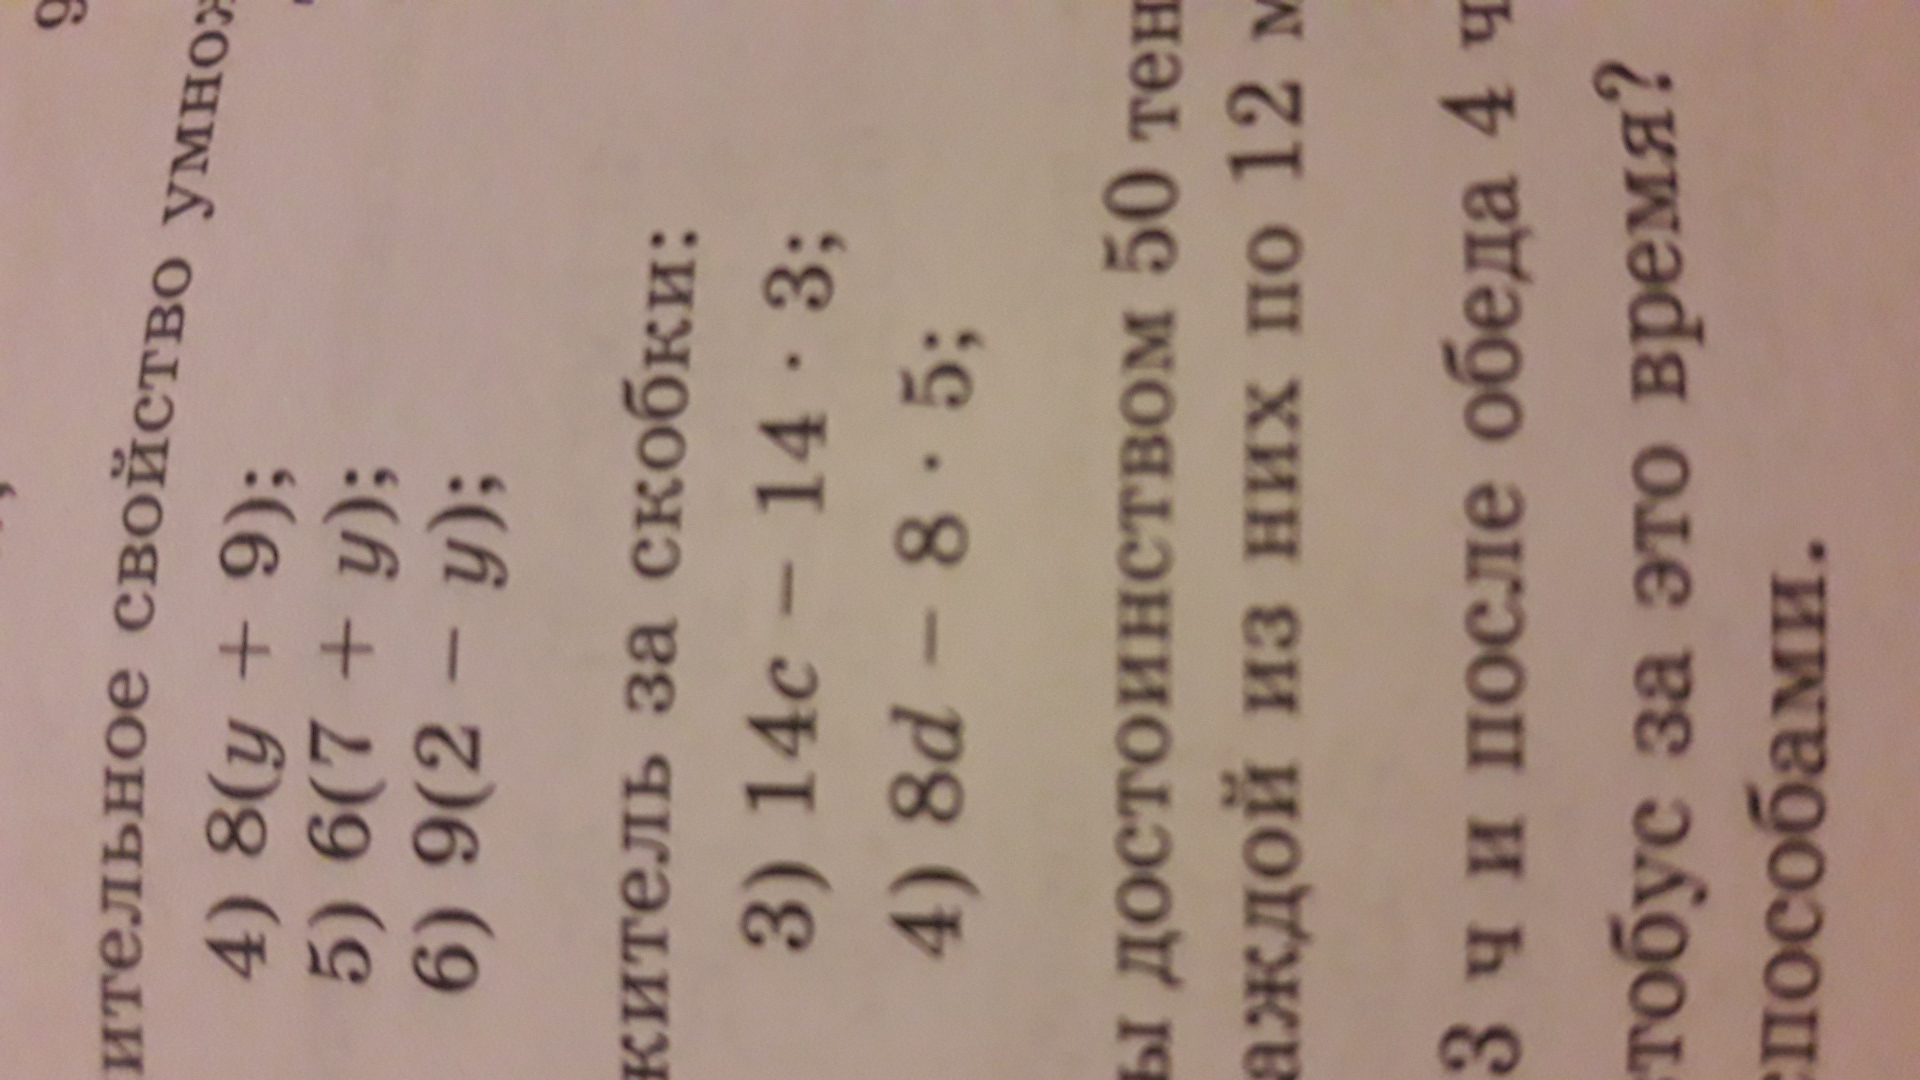 ительное свойство умнож
4) 8(y + 9);
5) 6(7 + y);
6) 9(2 − y);
житель за скобки:
3) 14c − 14 · 3;
4) 8d − 8 · 5;
ы достоинством 50 тен
аждой из них по 12 м
3 ч и после обеда 4 ч
тобус за это время?
способами.